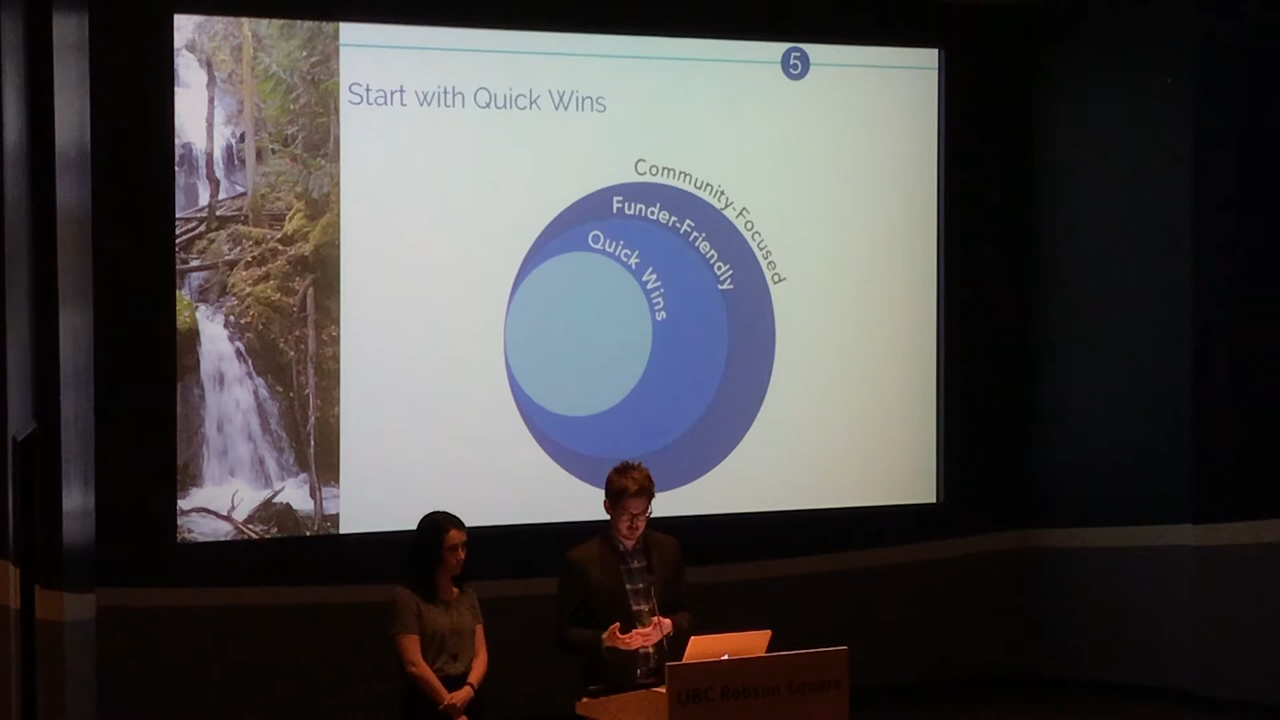 5
Start with Quick Wins
Community-Focused
Funder-Friendly
Quick Wins
UBC Robson Square